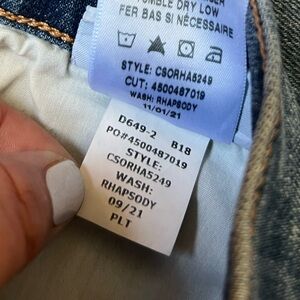 TUMBLE DRY LOW
FER BAS SI NÉCESSAIRE
STYLE: CSORHA5249
CUT: 4500487019
WASH: RHAPSODY
11/01/21
D649-2 B18
PO#4500487019
STYLE:
CSORHA5249
WASH:
RHAPSODY
09/21
PLT